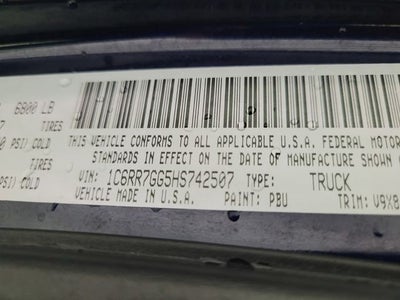 6800 LB
TIRES
PSI/ COLD
TIRES
PSI/ COLD
THIS VEHICLE CONFORMS TO ALL APPLICABLE U.S.A. FEDERAL MOTOR
STANDARDS IN EFFECT ON THE DATE OF MANUFACTURE SHOWN
VIN: 1C6RR7GG5HS742507 TYPE: TRUCK
VEHICLE MADE IN U.S.A. PAINT: PBU TRIM: V9X8